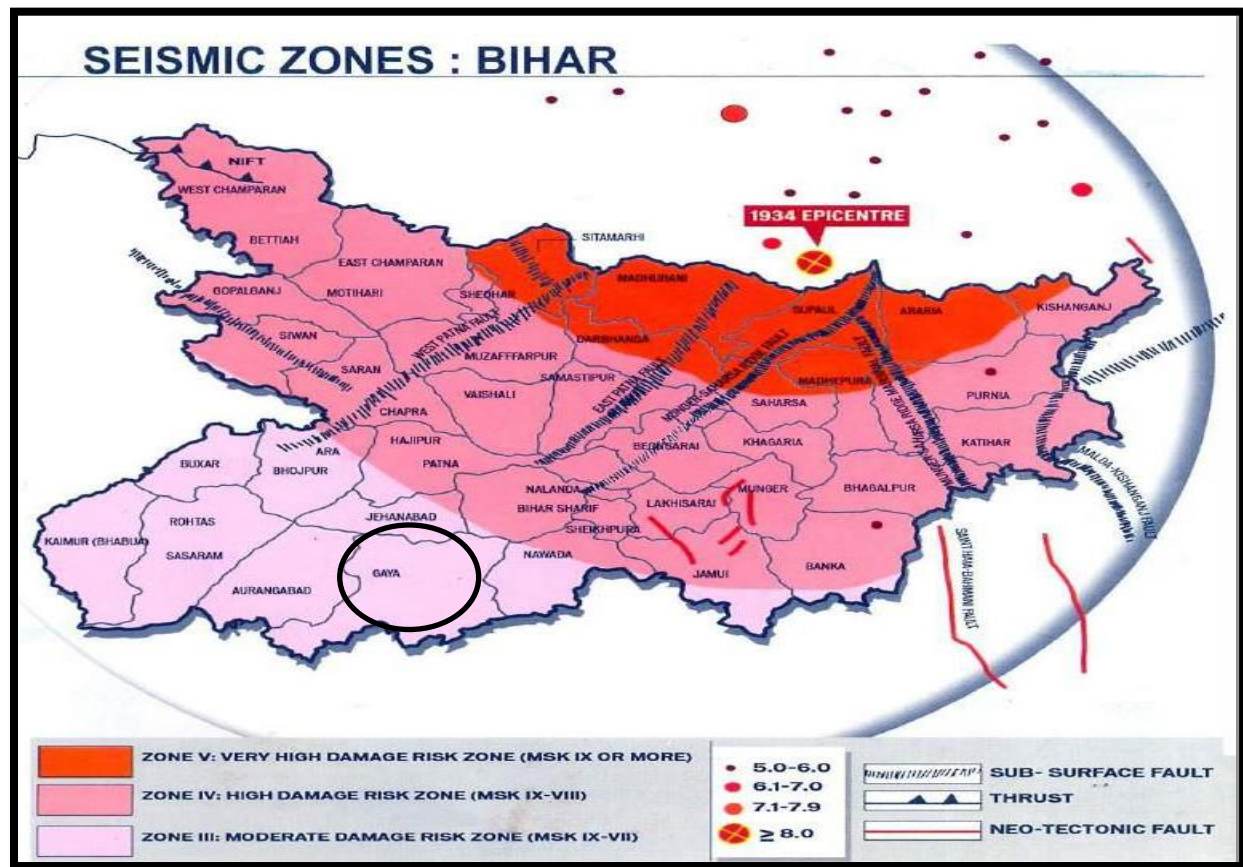 SEISMIC ZONES : BIHAR
NIFT
WEST CHAMPARAN
1934 EPICENTRE
BETTIAH
SITAMARHI
EAST CHAMPARAN
MADHUBANI
GOPALGANJ
MOTIHARI
SHEOHAR
SUPAUL
ARARIA
KISHANGANJ
SIWAN
WEST PATNA FAULT
DARBHANGA
MUZAFFFARPUR
SARAN
SAMASTIPUR
EAST PATNA FAULT
MADHEPURA
VAISHALI
SAHARSA
PURNIA
CHAPRA
HAJIPUR
BEGUSARAI
KHAGARIA
KATIHAR
ARA
BUXAR
BHOJPUR
PATNA
MALDA-KISHANGANJ FAULT
NALANDA
LAKHISARAI
MUNGER
BHAGALPUR
ROHTAS
JEHANABAD
BIHAR SHARIF
SHEIKHPURA
KAIMUR (BHABUA)
SASARAM
NAWADA
GAYA
JAMUI
BANKA
AURANGABAD
ZONE V: VERY HIGH DAMAGE RISK ZONE (MSK IX OR MORE)
ZONE IV: HIGH DAMAGE RISK ZONE (MSK IX-VIII)
ZONE III: MODERATE DAMAGE RISK ZONE (MSK IX-VII)
5.0-6.0
6.1-7.0
7.1-7.9
≥ 8.0
SUB- SURFACE FAULT
THRUST
NEO-TECTONIC FAULT